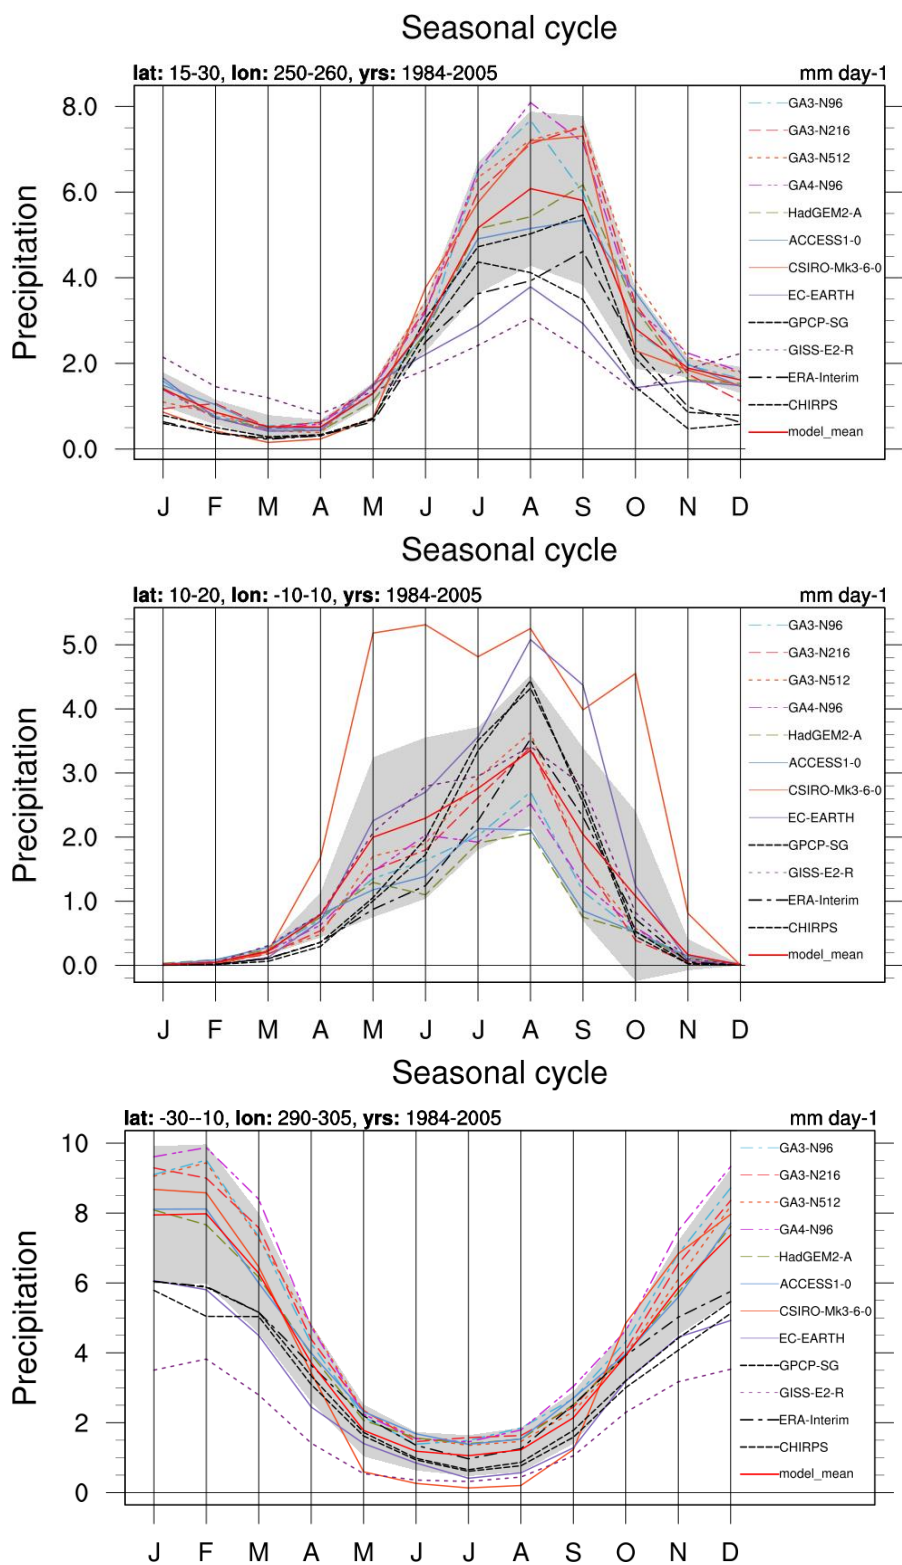 Seasonal cycle
lat: 15-30, lon: 250-260, yrs: 1984-2005 mm day-1
Precipitation
8.0
6.0
4.0
2.0
0.0
GA3-N96
GA3-N216
GA3-N512
GA4-N96
HadGEM2-A
ACCESS1-0
CSIRO-Mk3-6-0
EC-EARTH
GPCP-SG
GISS-E2-R
ERA-Interim
CHIRPS
model_mean
J F M A M J J A S O N D
Seasonal cycle
lat: 10-20, lon: -10-10, yrs: 1984-2005 mm day-1
Precipitation
5.0
4.0
3.0
2.0
1.0
0.0
GA3-N96
GA3-N216
GA3-N512
GA4-N96
HadGEM2-A
ACCESS1-0
CSIRO-Mk3-6-0
EC-EARTH
GPCP-SG
GISS-E2-R
ERA-Interim
CHIRPS
model_mean
J F M A M J J A S O N D
Seasonal cycle
lat: -30--10, lon: 290-305, yrs: 1984-2005 mm day-1
Precipitation
10
8
6
4
2
0
GA3-N96
GA3-N216
GA3-N512
GA4-N96
HadGEM2-A
ACCESS1-0
CSIRO-Mk3-6-0
EC-EARTH
GPCP-SG
GISS-E2-R
ERA-Interim
CHIRPS
model_mean
J F M A M J J A S O N D